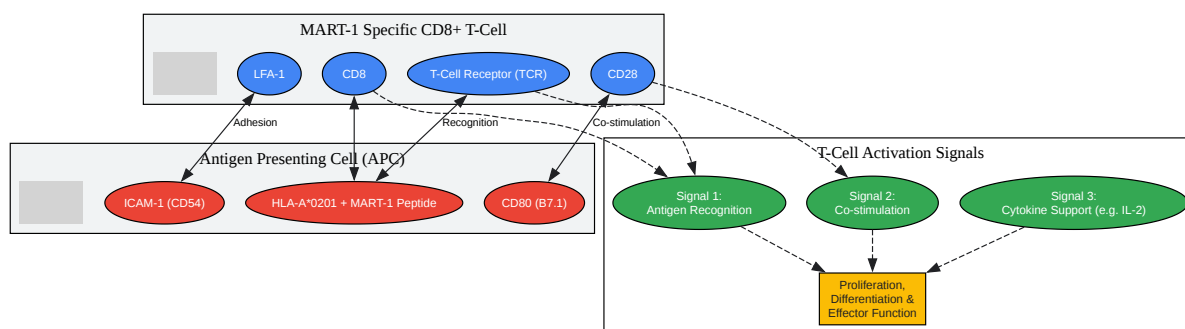 MART-1 Specific CD8+ T-Cell
LFA-1
CD8
T-Cell Receptor (TCR)
CD28
Adhesion
Recognition
Co-stimulation
Antigen Presenting Cell (APC)
ICAM-1 (CD54)
HLA-A*0201 + MART-1 Peptide
CD80 (B7.1)
T-Cell Activation Signals
Signal 1:
Antigen Recognition
Signal 2:
Co-stimulation
Signal 3:
Cytokine Support (e.g. IL-2)
Proliferation,
Differentiation &
Effector Function